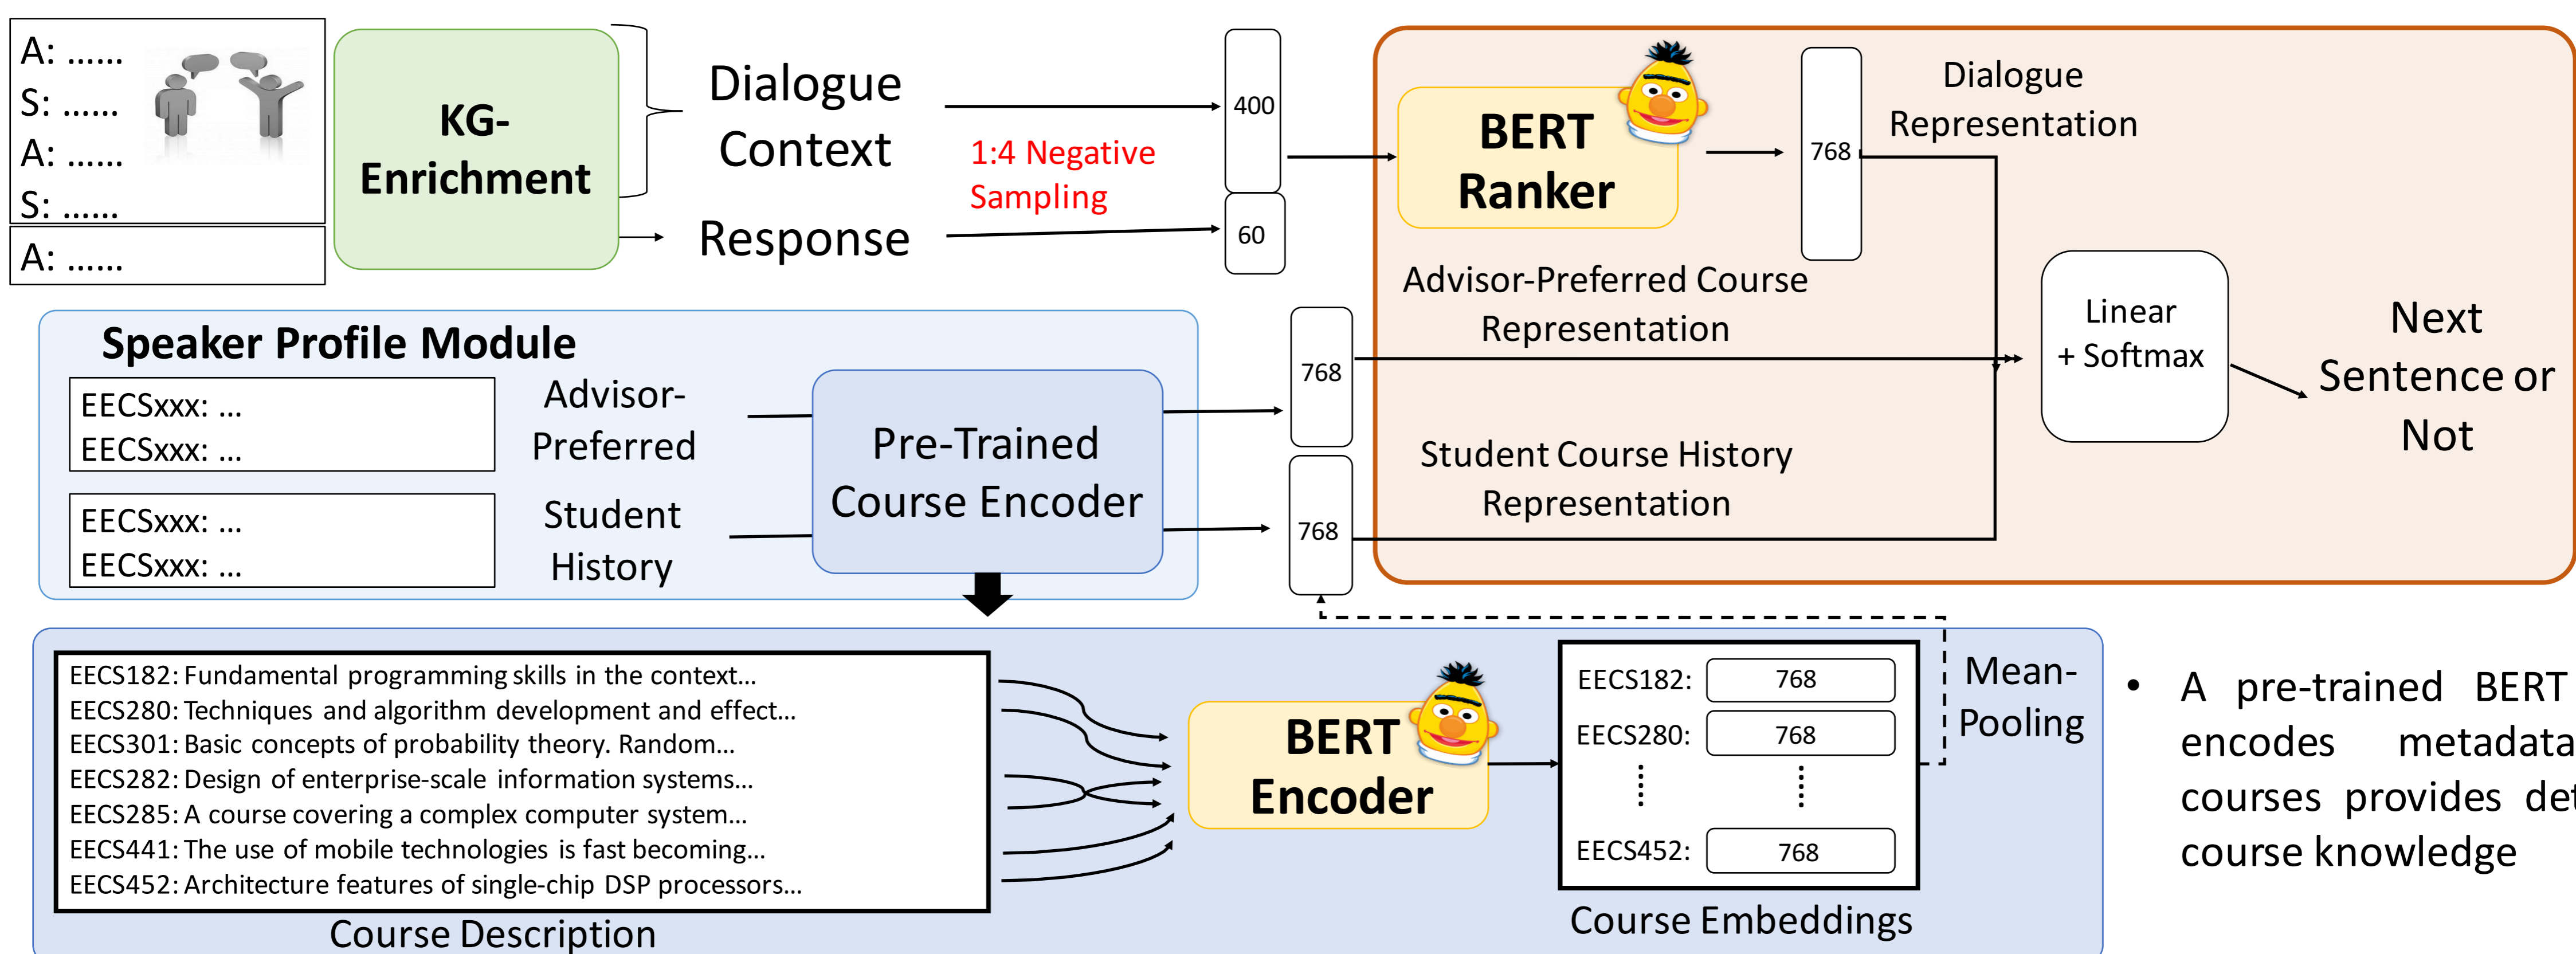 A: ......
S: ......
A: ......
S: ......
A: ......
KG-
Enrichment
Dialogue
Context
Response
1:4 Negative
Sampling
400
60
BERT
Ranker
768
Dialogue
Representation
Advisor-Preferred Course
Representation
Student Course History
Representation
Linear
+ Softmax
Next
Sentence or
Not
Speaker Profile Module
EECSxxx: ...
EECSxxx: ...
Advisor-
Preferred
EECSxxx: ...
EECSxxx: ...
Student
History
Pre-Trained
Course Encoder
768
768
EECS182: Fundamental programming skills in the context...
EECS280: Techniques and algorithm development and effect...
EECS301: Basic concepts of probability theory. Random...
EECS282: Design of enterprise-scale information systems...
EECS285: A course covering a complex computer system...
EECS441: The use of mobile technologies is fast becoming...
EECS452: Architecture features of single-chip DSP processors...
Course Description
BERT
Encoder
EECS182: 768
EECS280: 768
EECS452: 768
Course Embeddings
Mean-
Pooling
• A pre-trained BERT
encodes metadata
courses provides
course knowledge